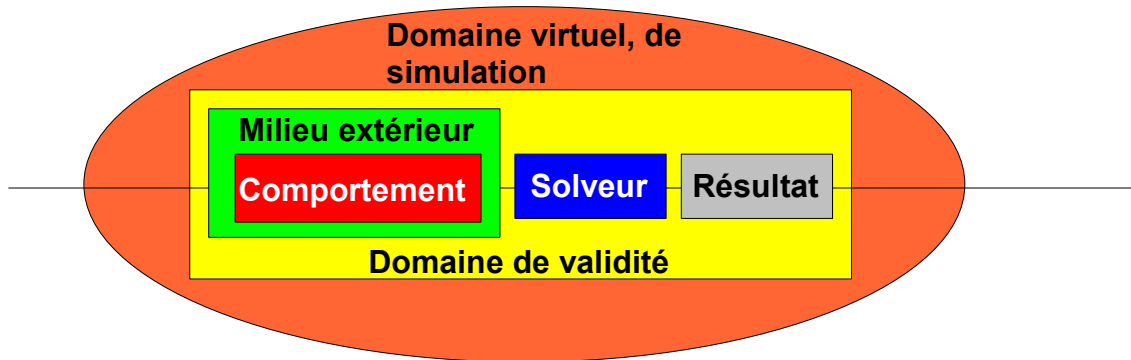 Domaine virtuel, de
simulation
Milieu extérieur
Comportement
Solveur
Résultat
Domaine de validité